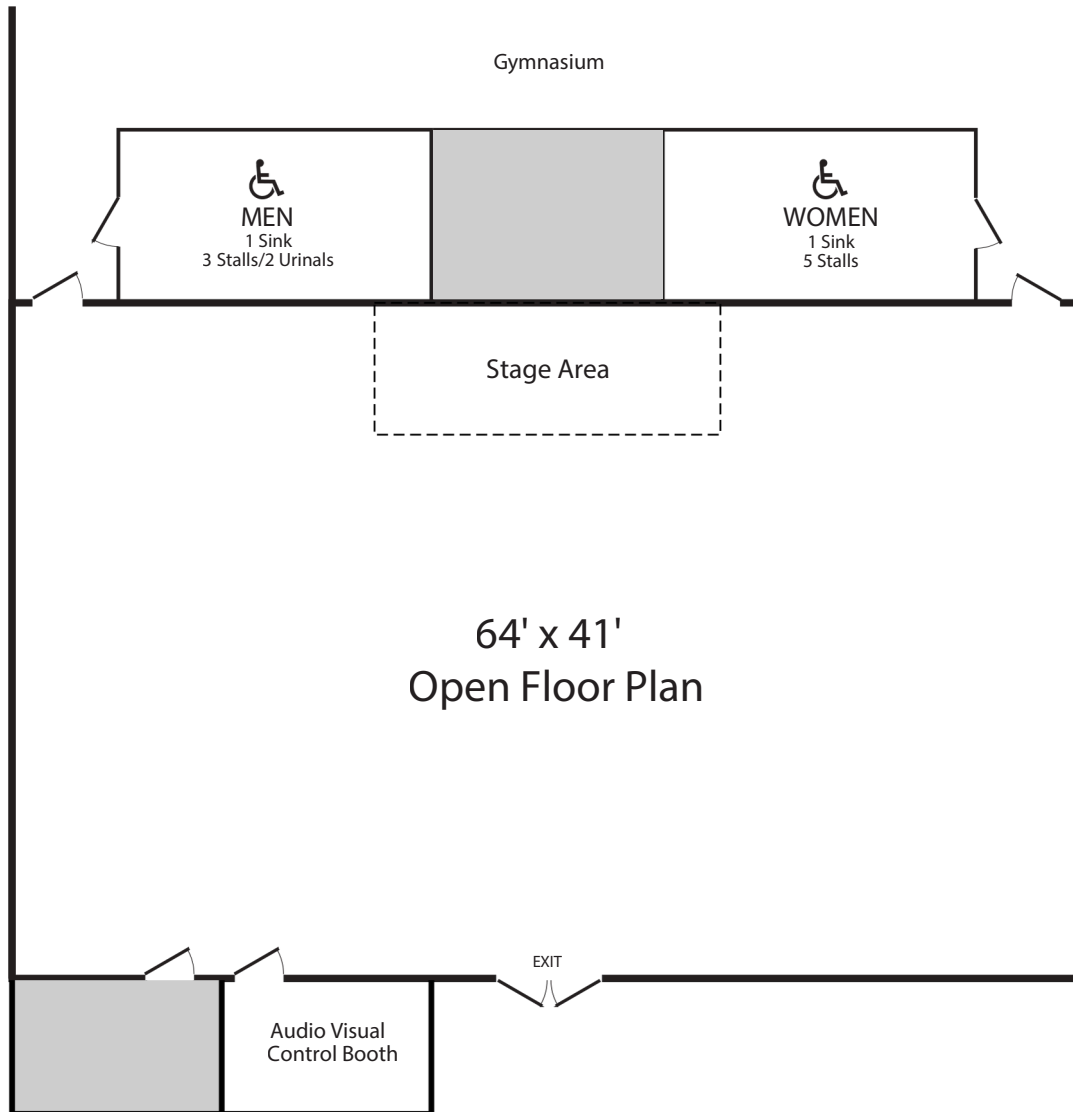 Gymnasium
MEN
1 Sink
3 Stalls/2 Urinals
WOMEN
1 Sink
5 Stalls
Stage Area
64' x 41'
Open Floor Plan
EXIT
Audio Visual
Control Booth